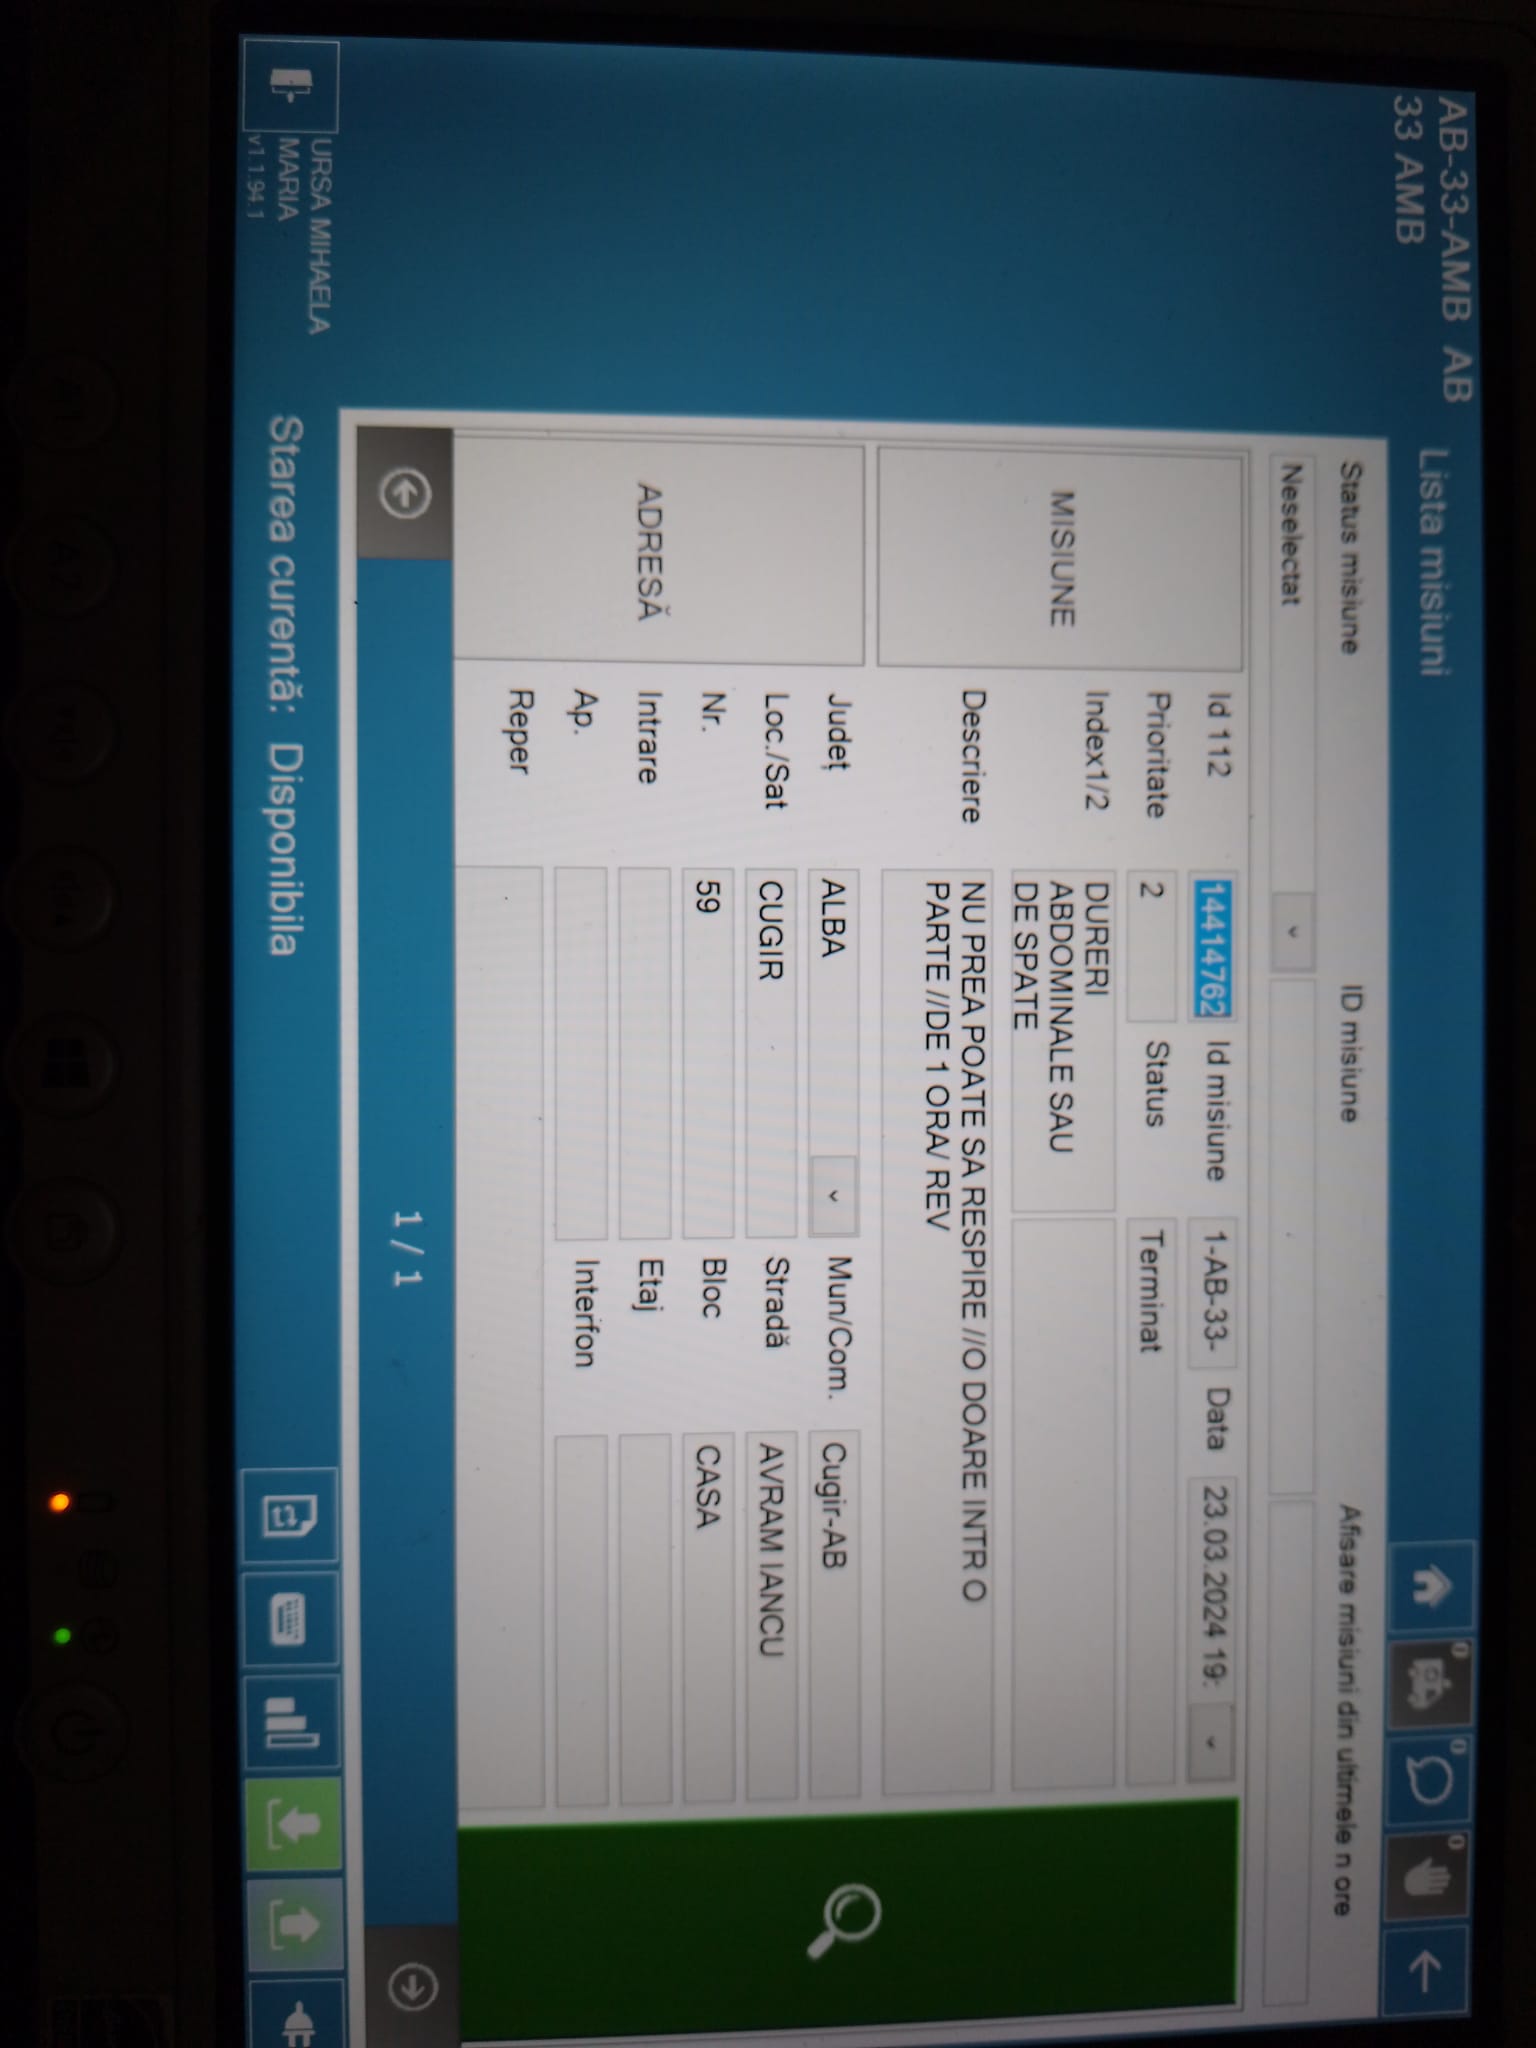 AB-33-AMB AB
33 AMB
Lista misiuni
0
0
0
Status misiune
ID misiune
Afisare misiuni din ultimele n ore
Neselectat
MISIUNE
Id 112
14414762
Id misiune
1-AB-33-
Data
23.03.2024 19:
Prioritate
2
Status
Terminat
Index1/2
DURERI
ABDOMINALE SAU
DE SPATE
Descriere
NU PREA POATE SA RESPIRE //O DOARE INTR O
PARTE //DE 1 ORA/ REV
ADRESĂ
Județ
ALBA
Mun/Com.
Cugir-AB
Loc./Sat
CUGIR
Stradă
AVRAM IANCU
Nr.
59
Bloc
CASA
Intrare
Etaj
Ap.
Interfon
Reper
1 / 1
URSA MIHAELA
MARIA
v1.1.94.1
Starea curentă: Disponibila
A1
A2